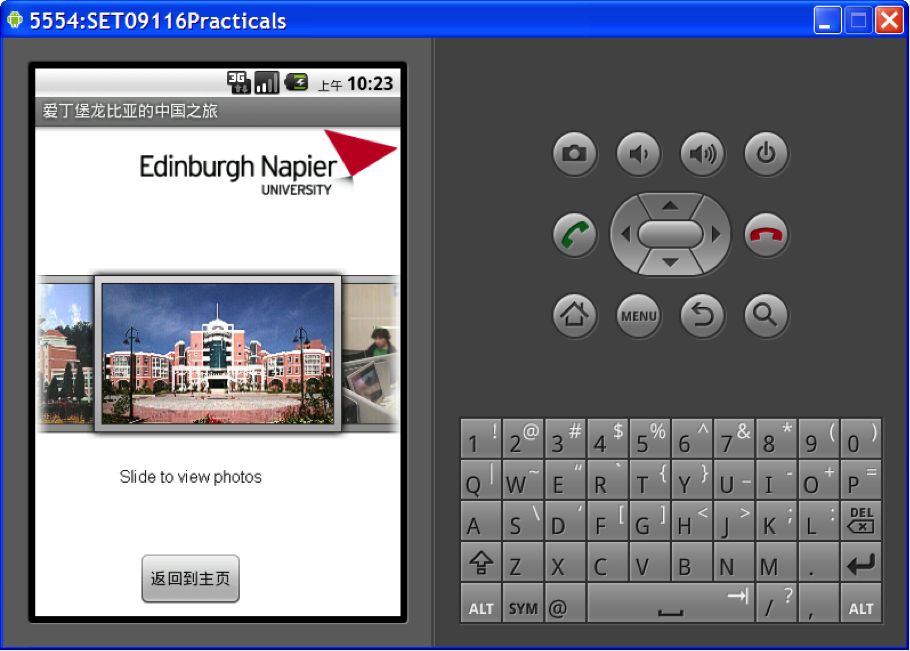 5554:SET09116Practicals
3G
上午 10:23
爱丁堡龙比亚的中国之旅
Edinburgh Napier
UNIVERSITY
Slide to view photos
返回到主页
MENU
1 ! 2 @ 3 # 4 $ 5 % 6 ^ 7 & 8 * 9 ( 0 )
Q | W ~ E “ R ` T { Y } U _ I - O + P =
A S \ D ‘ F [ G ] H < J > K ; L : DEL
Z X C V B N M .
ALT SYM @ / ? , ALT